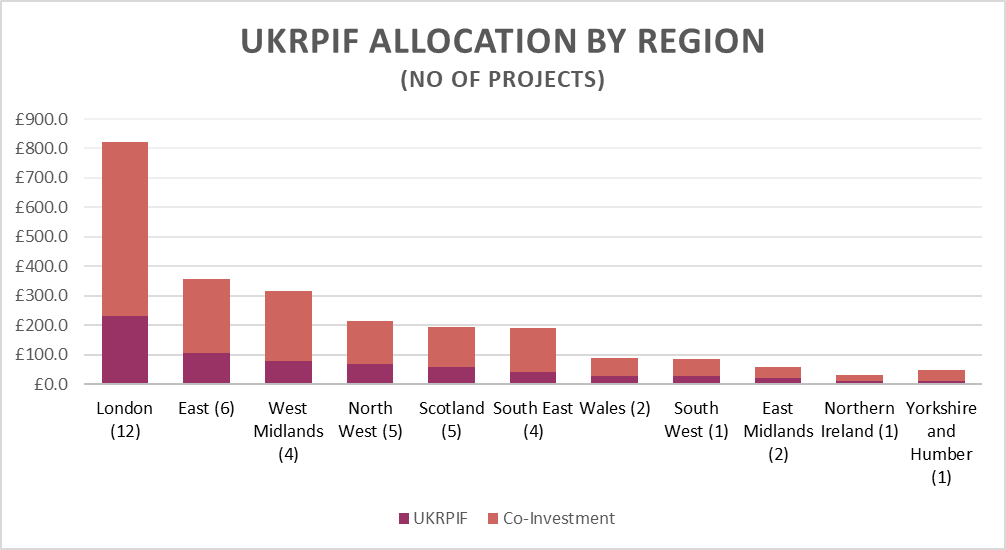 UKRPIF ALLOCATION BY REGION
(NO OF PROJECTS)
£900.0
£800.0
£700.0
£600.0
£500.0
£400.0
£300.0
£200.0
£100.0
£0.0
London
(12)
East (6)
West
Midlands
(4)
North
West (5)
Scotland
(5)
South East
(4)
Wales (2)
South
West (1)
East
Midlands
(2)
Northern
Ireland (1)
Yorkshire
and
Humber
(1)
UKRPIF
Co-Investment